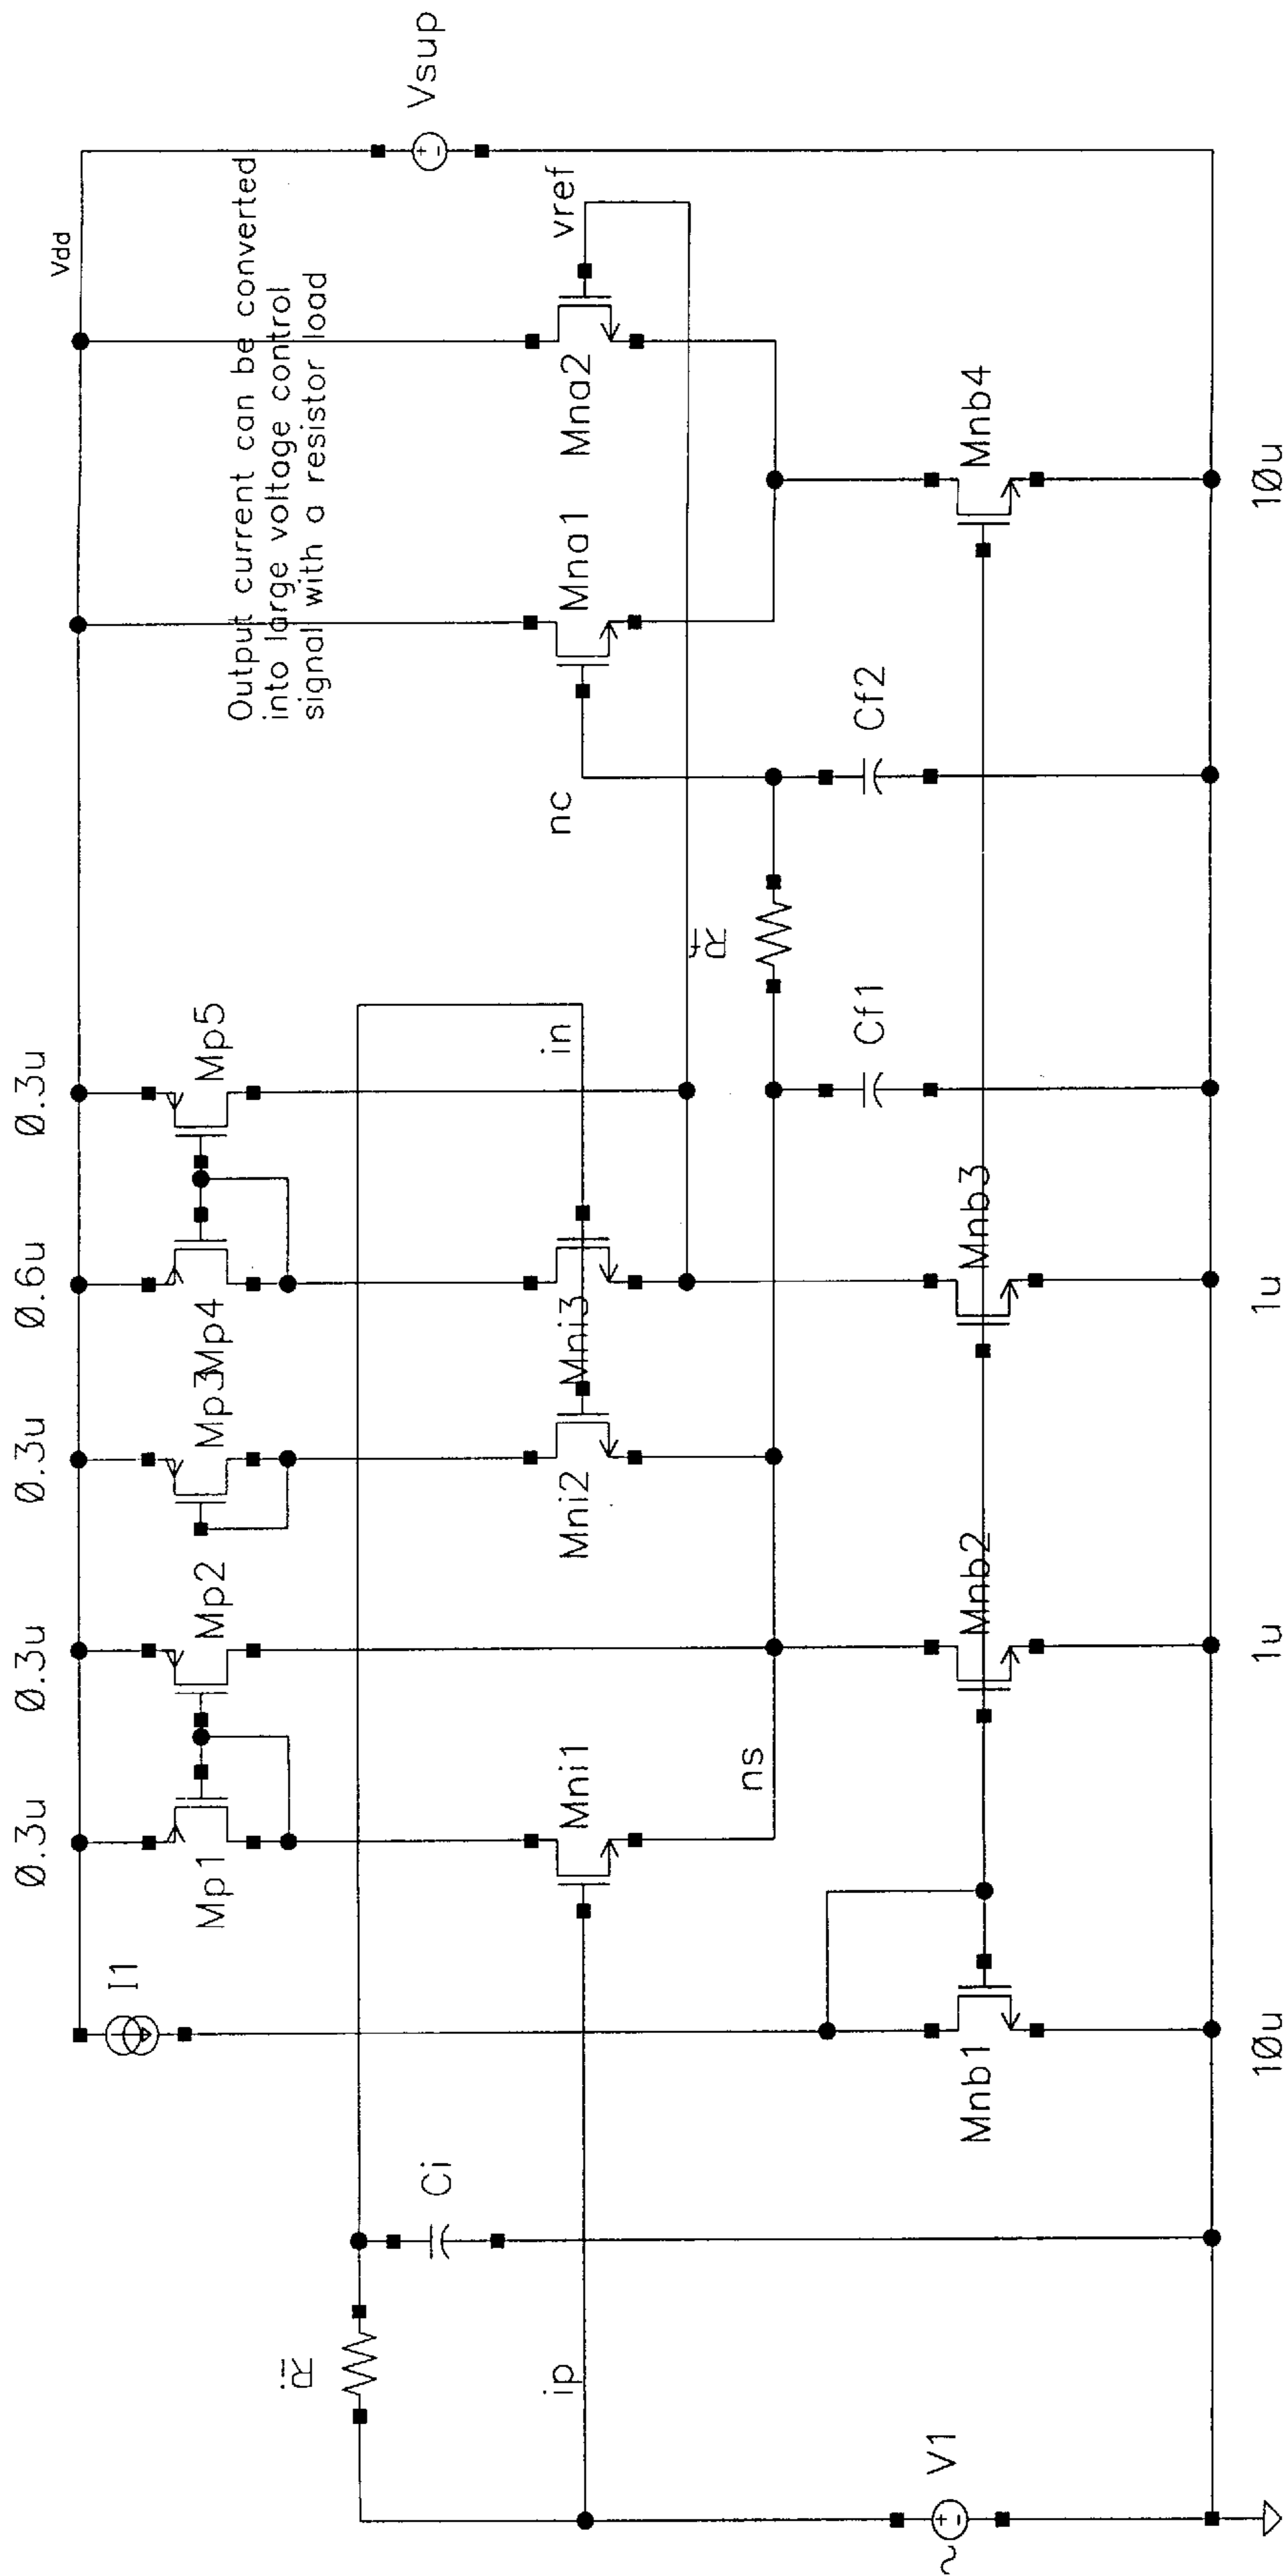 0.3u
0.3u
0.3u
0.6u
0.3u
Vdd
I1
Mp1
Mp2
Mp3
Mp4
Mp5
Output current can be converted
into large voltage control
signal with a resistor load
Vsup
Ri
Ci
ip
Mni1
Mni2
Mni3
in
nc
Mna1
Mna2
vref
ns
Rf
Cf1
Cf2
V1
Mnb1
Mnb2
Mnb3
Mnb4
10u
1u
1u
10u